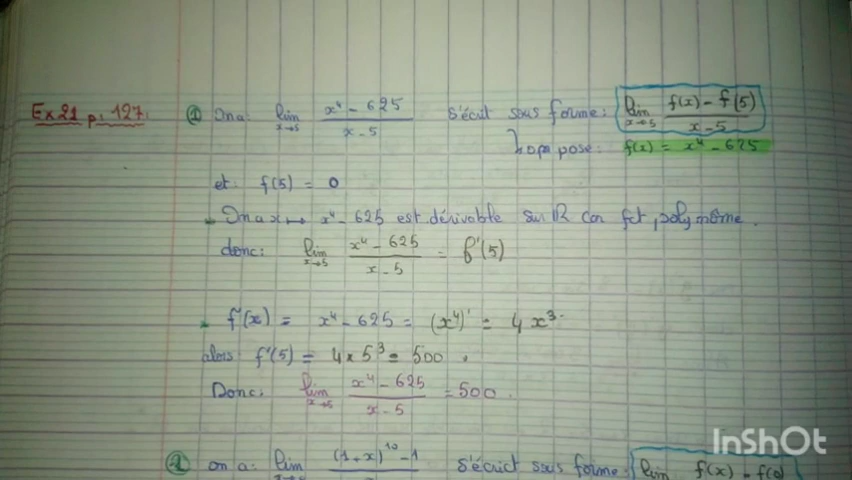 Ex 21 p: 127. ① On a: lim x→5 (x⁴ - 625)/(x - 5) s'écrit sous forme: lim x→5 (f(x) - f(5))/(x - 5)
pose: f(x) = x⁴ - 625
et f(5) = 0
On a x ↦ x⁴ - 625 est dérivable sur ℝ car fct, polynôme.
donc: lim x→5 (x⁴ - 625)/(x - 5) = f'(5)
f'(x) = x⁴ - 625 = (x⁴)' = 4x³
alors f'(5) = 4 × 5³ = 500.
Donc: lim x→5 (x⁴ - 625)/(x - 5) = 500.
InShOt
② on a: lim (1+x)¹⁰ - 1 s'écrict sous forme: lim f(x) - f(0)